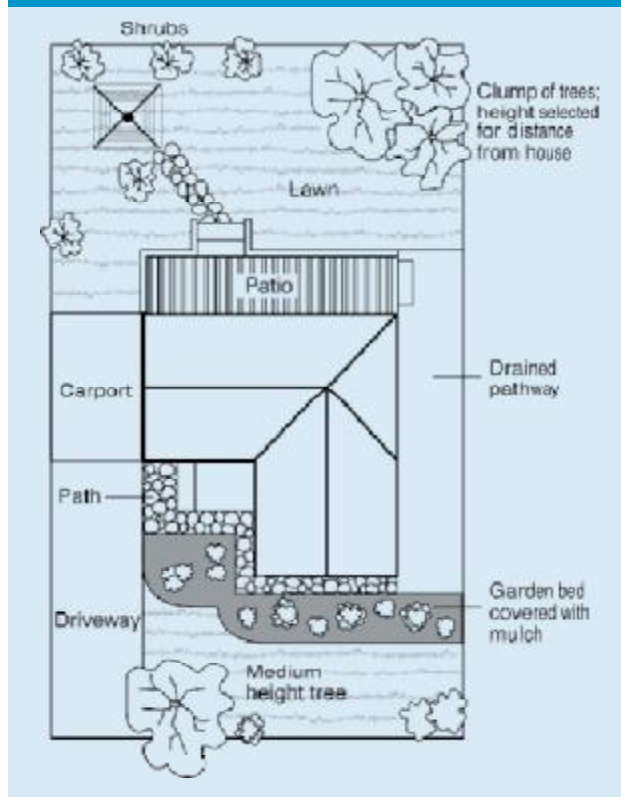 Shrubs
Clump of trees;
height selected
for distance
from house
Lawn
Patio
Carport
Drained
pathway
Path
Driveway
Garden bed
covered with
mulch
Medium
height tree